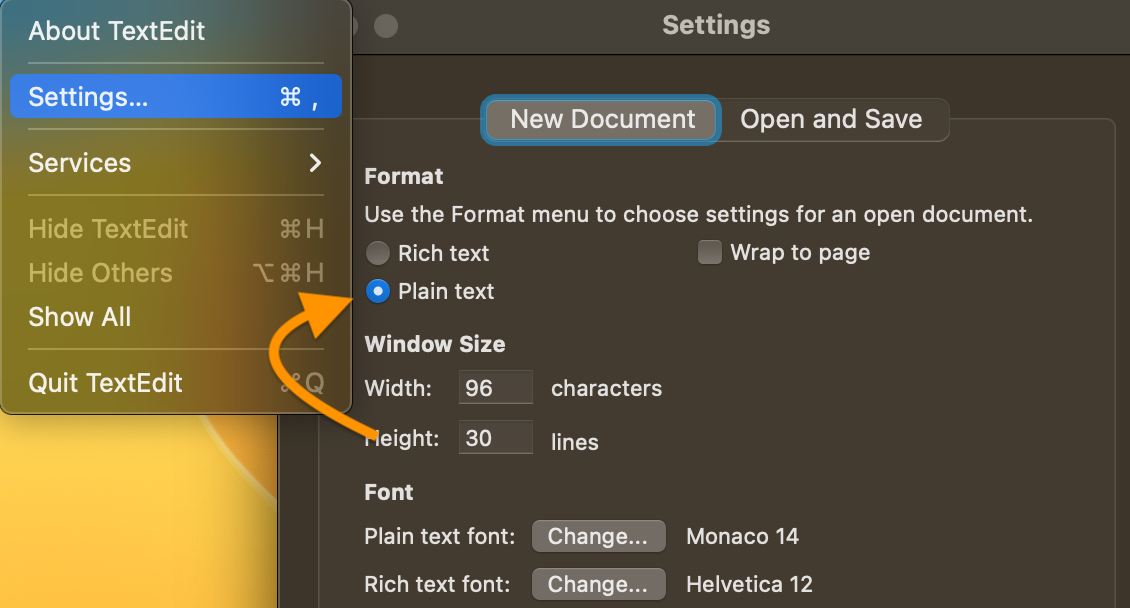 About TextEdit
Settings... ⌘ ,
Services
Hide TextEdit ⌘H
Hide Others ⌥⌘H
Show All
Quit TextEdit ⌘Q
Settings
New Document Open and Save
Format
Use the Format menu to choose settings for an open document.
Rich text Wrap to page
Plain text
Window Size
Width: 96 characters
Height: 30 lines
Font
Plain text font: Change... Monaco 14
Rich text font: Change... Helvetica 12